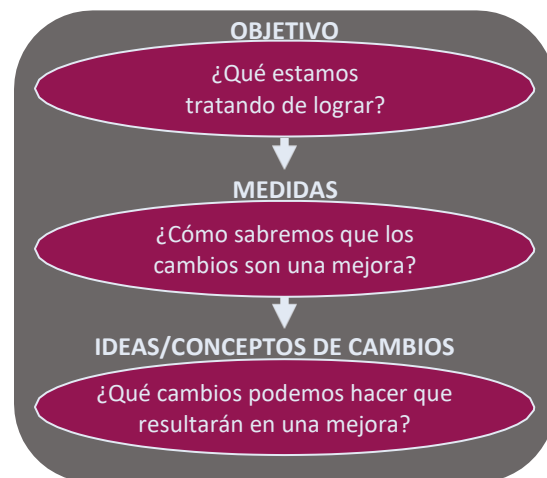 OBJETIVO
¿Qué estamos
tratando de lograr?
MEDIDAS
¿Cómo sabremos que los
cambios son una mejora?
IDEAS/CONCEPTOS DE CAMBIOS
¿Qué cambios podemos hacer que
resultarán en una mejora?